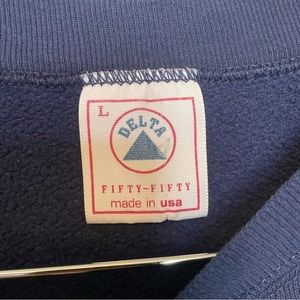 L
DELTA
FIFTY-FIFTY
made in usa